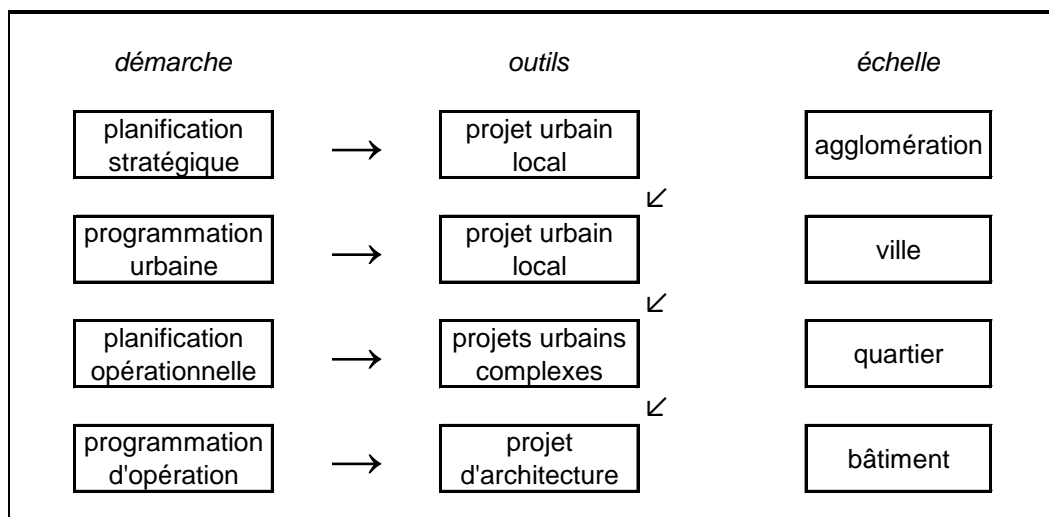 démarche outils échelle
planification projet urbain agglomération
stratégique local
programmation projet urbain ville
urbaine local
planification projets urbains quartier
opérationnelle complexes
programmation projet bâtiment
d'opération d'architecture